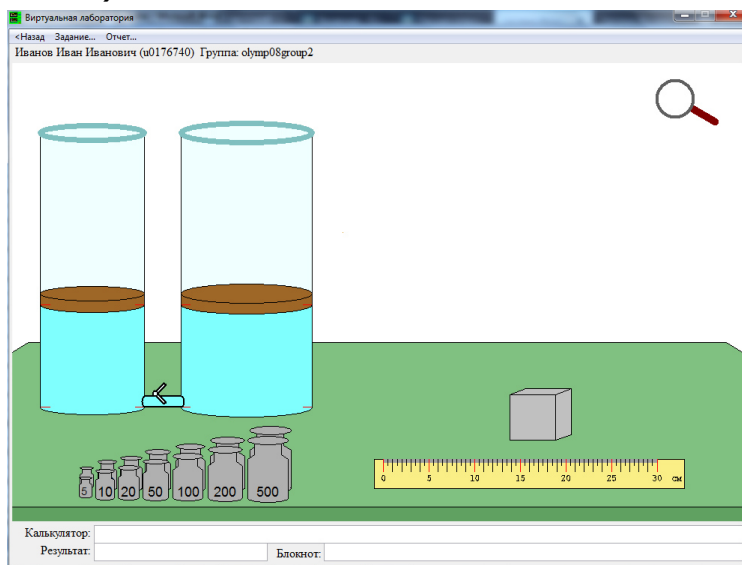 Виртуальная лаборатория
<Назад Задание... Отчет...
Иванов Иван Иванович (u0176740) Группа: olymp08group2
5 10 20 50 100 200 500
0 5 10 15 20 25 30 см
Калькулятор:
Результат: Блокнот: